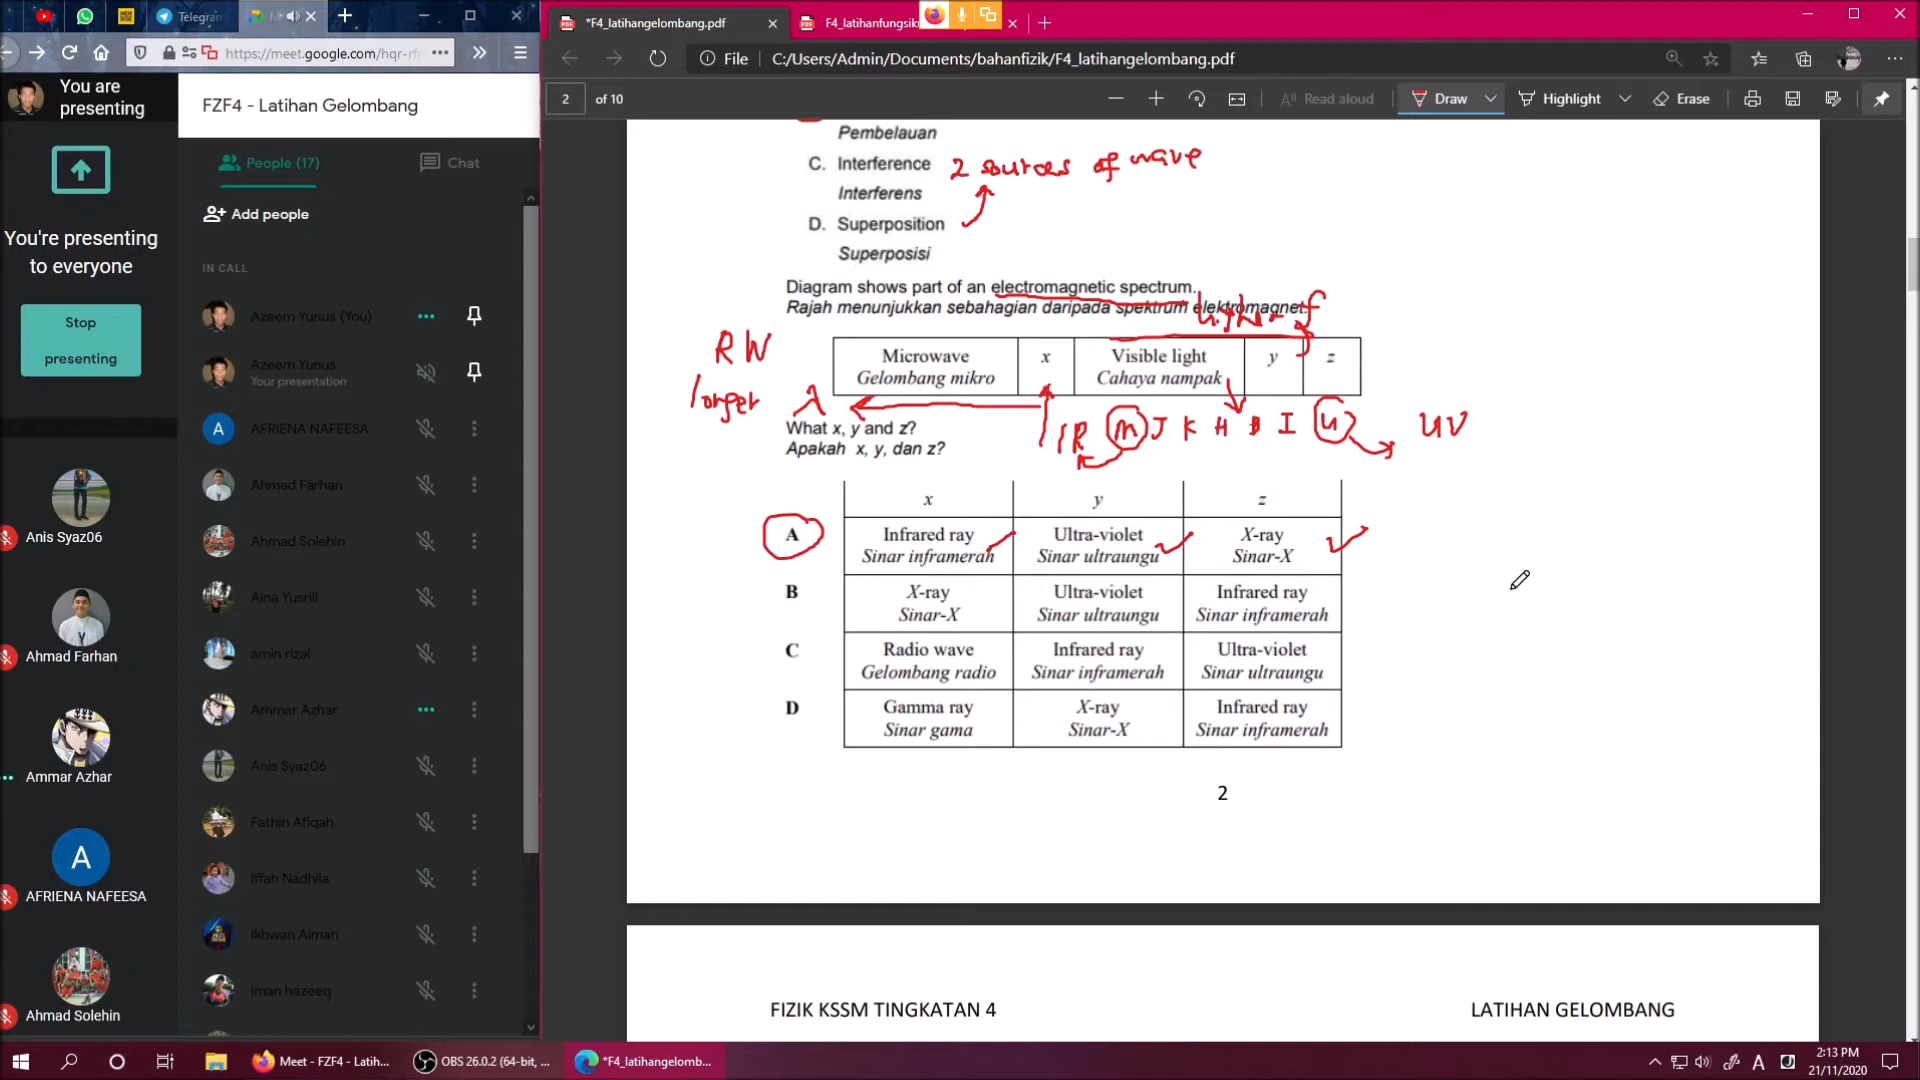 Telegran
https://meet.google.com/hqr-rf
You are
presenting
You're presenting
to everyone
Stop
presenting
Anis Syaz06
Ahmad Farhan
Ammar Azhar
A
AFRIENA NAFEESA
Ahmad Solehin
FZF4 - Latihan Gelombang
People (17)
Chat
Add people
IN CALL
Azeem Yunus (You)
Azeem Yunus
Your presentation
A
AFRIENA NAFEESA
Ahmad Farhan
Ahmad Solehin
Aina Yusrill
amin rizal
Ammar Azhar
Anis Syaz06
Fathin Afiqah
Iffah Nadhila
Ikhwan Aiman
Iman hazeeq
*F4_latihangelombang.pdf
F4_latihanfungsik
File
C:/Users/Admin/Documents/bahanfizik/F4_latihangelombang.pdf
2 of 10
Read aloud
Draw
Highlight
Erase
Pembelauan
C. Interference 2 sources of wave
Interferens
D. Superposition
Superposisi
Diagram shows part of an electromagnetic spectrum.
Rajah menunjukkan sebahagian daripada spektrum elektromagnet.
higher f
RW
longer λ
Microwave x Visible light y z
Gelombang mikro Cahaya nampak
What x, y and z?
Apakah x, y, dan z?
IR M J K H B I U UV
x y z
A Infrared ray Ultra-violet X-ray
Sinar inframerah Sinar ultraungu Sinar-X
B X-ray Ultra-violet Infrared ray
Sinar-X Sinar ultraungu Sinar inframerah
C Radio wave Infrared ray Ultra-violet
Gelombang radio Sinar inframerah Sinar ultraungu
D Gamma ray X-ray Infrared ray
Sinar gama Sinar-X Sinar inframerah
2
FIZIK KSSM TINGKATAN 4 LATIHAN GELOMBANG
Meet - FZF4 - Latih...
OBS 26.0.2 (64-bit, ...
*F4_latihangelomb...
A
2:13 PM
21/11/2020